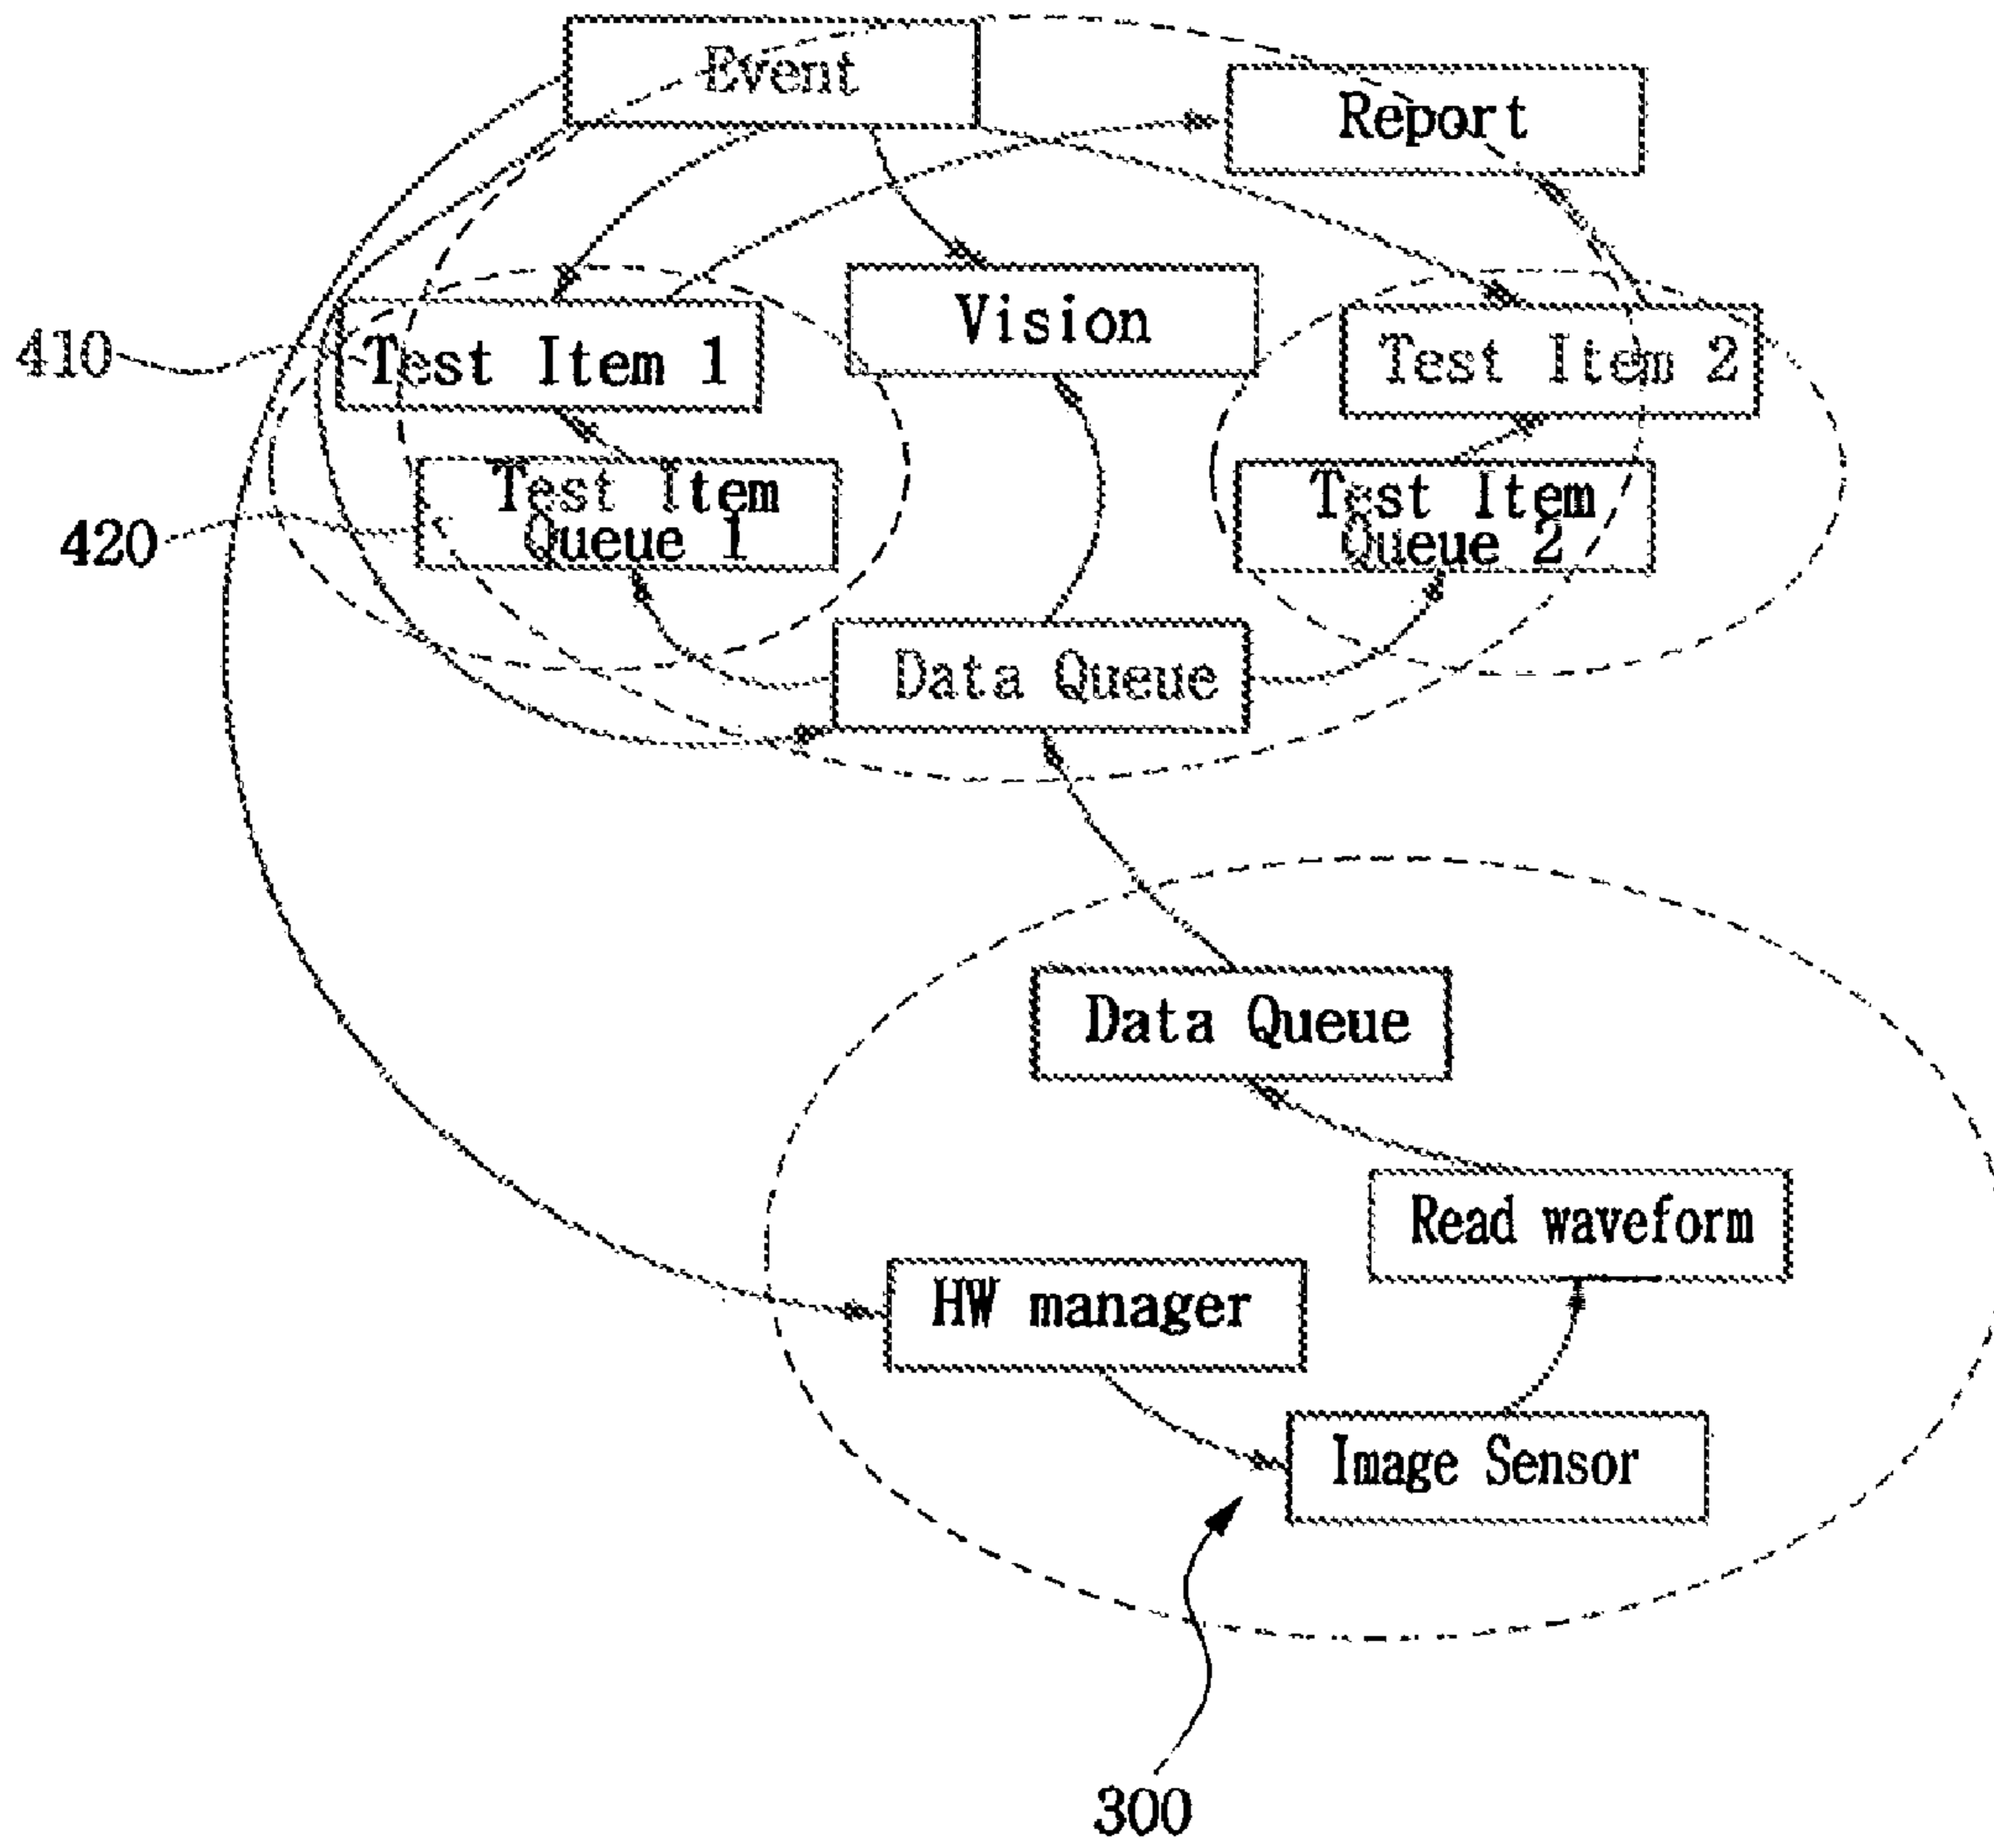 Event
Report
Vision
410
Test Item 1
Test Item 2
420
Test Item
Queue 1
Test Item
Queue 2
Data Queue
Data Queue
Read waveform
HW manager
Image Sensor
300